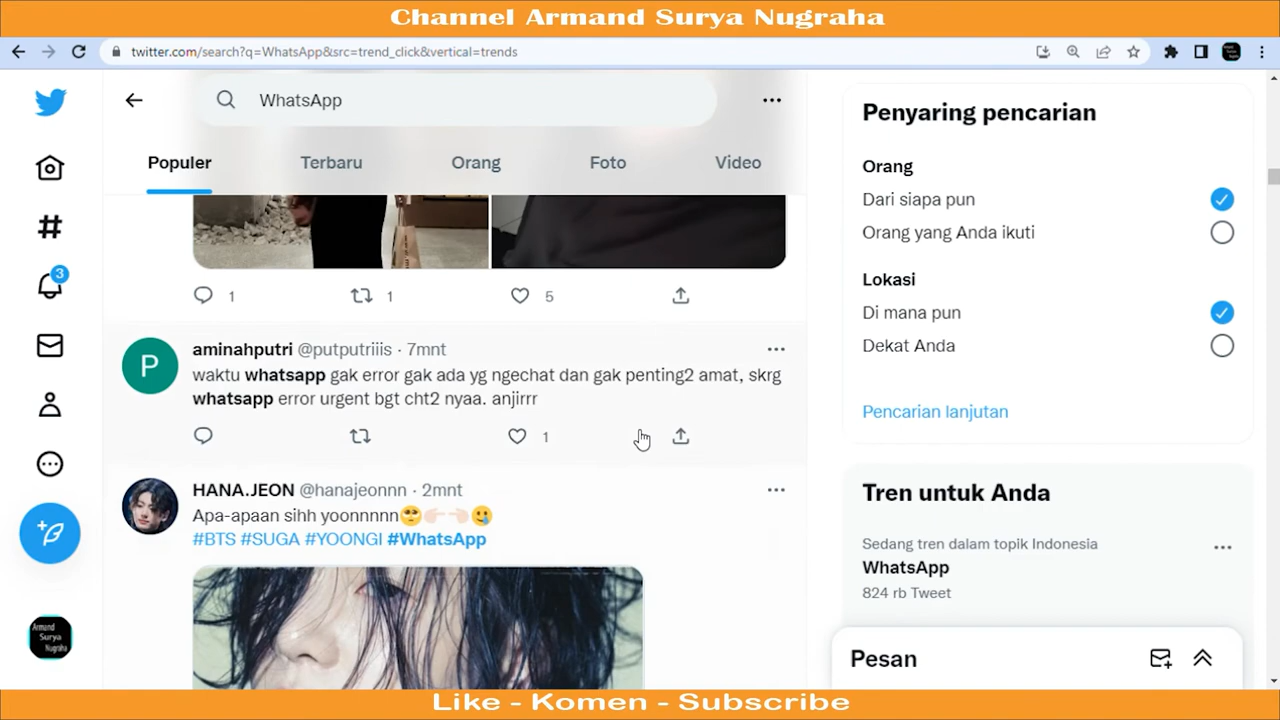 Channel Armand Surya Nugraha
twitter.com/search?q=WhatsApp&src=trend_click&vertical=trends
WhatsApp
Populer
Terbaru
Orang
Foto
Video
1
1
5
P
aminahputri @putputriiis · 7mnt
waktu whatsapp gak error gak ada yg ngechat dan gak penting2 amat, skrg
whatsapp error urgent bgt cht2 nyaa. anjirrr
1
HANA.JEON @hanajeonnn · 2mnt
Apa-apaan sihh yoonnnnn🥺👉🏻👈🏻🥲
#BTS #SUGA #YOONGI #WhatsApp
3
Armand
Surya
Nugraha
Penyaring pencarian
Orang
Dari siapa pun
Orang yang Anda ikuti
Lokasi
Di mana pun
Dekat Anda
Pencarian lanjutan
Tren untuk Anda
Sedang tren dalam topik Indonesia
WhatsApp
824 rb Tweet
Pesan
Like - Komen - Subscribe